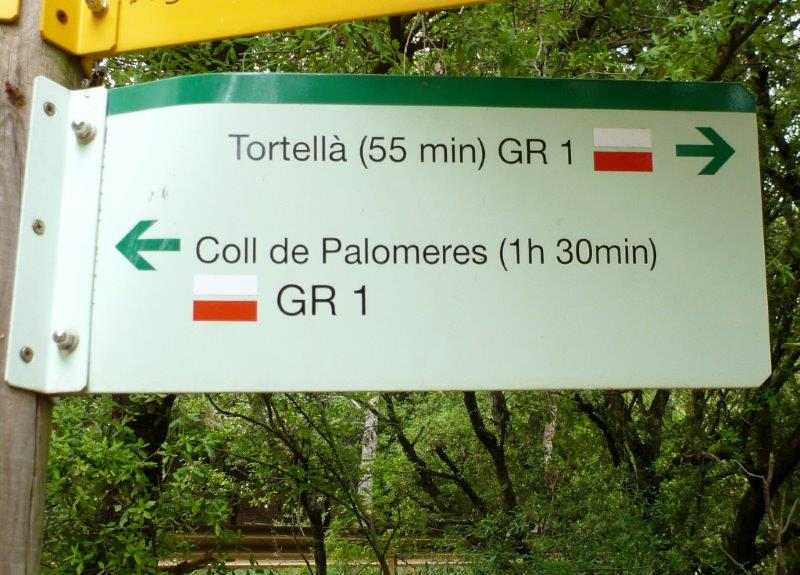 Tortellà (55 min) GR 1
Coll de Palomeres (1h 30min)
GR 1